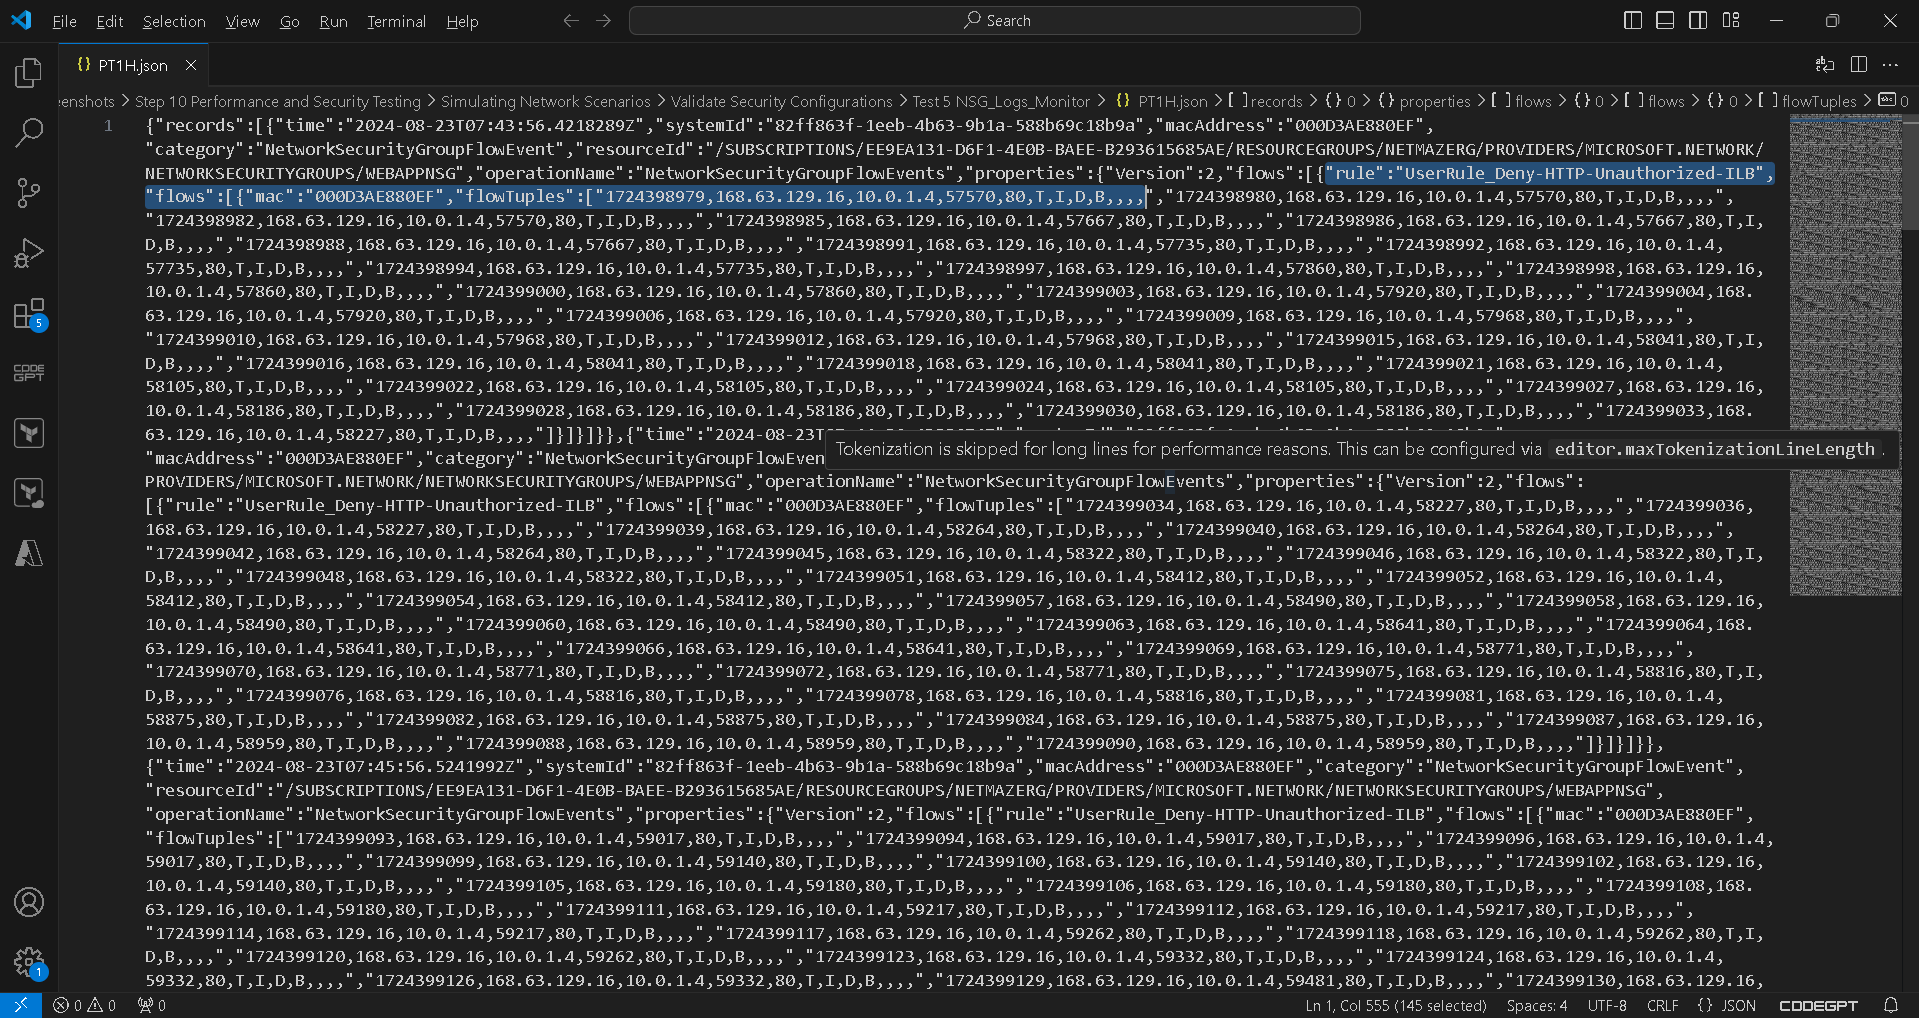 File Edit Selection View Go Run Terminal Help
Search
{} PT1H.json
enshots > Step 10 Performance and Security Testing > Simulating Network Scenarios > Validate Security Configurations > Test 5 NSG_Logs_Monitor > {} PT1H.json > [ ] records > {} 0 > {} properties > [ ] flows > {} 0 > [ ] flows > {} 0 > [ ] flowTuples > abc 0
1 {"records":[{"time":"2024-08-23T07:43:56.4218289Z","systemId":"82ff863f-1eeb-4b63-9b1a-588b69c18b9a","macAddress":"000D3AE880EF",
"category":"NetworkSecurityGroupFlowEvent","resourceId":"/SUBSCRIPTIONS/EE9EA131-D6F1-4E0B-BAEE-B293615685AE/RESOURCEGROUPS/NETMAZERG/PROVIDERS/MICROSOFT.NETWORK/
NETWORKSECURITYGROUPS/WEBAPPNSG","operationName":"NetworkSecurityGroupFlowEvents","properties":{"Version":2,"flows":[{"rule":"UserRule_Deny-HTTP-Unauthorized-ILB",
"flows":[{"mac":"000D3AE880EF","flowTuples":["1724398979,168.63.129.16,10.0.1.4,57570,80,T,I,D,B,,,,","1724398980,168.63.129.16,10.0.1.4,57570,80,T,I,D,B,,,,",
"1724398982,168.63.129.16,10.0.1.4,57570,80,T,I,D,B,,,,","1724398985,168.63.129.16,10.0.1.4,57667,80,T,I,D,B,,,,","1724398986,168.63.129.16,10.0.1.4,57667,80,T,I,
D,B,,,,","1724398988,168.63.129.16,10.0.1.4,57667,80,T,I,D,B,,,,","1724398991,168.63.129.16,10.0.1.4,57735,80,T,I,D,B,,,,","1724398992,168.63.129.16,10.0.1.4,
57735,80,T,I,D,B,,,,","1724398994,168.63.129.16,10.0.1.4,57735,80,T,I,D,B,,,,","1724398997,168.63.129.16,10.0.1.4,57860,80,T,I,D,B,,,,","1724398998,168.63.129.16,
10.0.1.4,57860,80,T,I,D,B,,,,","1724399000,168.63.129.16,10.0.1.4,57860,80,T,I,D,B,,,,","1724399003,168.63.129.16,10.0.1.4,57920,80,T,I,D,B,,,,","1724399004,168.
63.129.16,10.0.1.4,57920,80,T,I,D,B,,,,","1724399006,168.63.129.16,10.0.1.4,57920,80,T,I,D,B,,,,","1724399009,168.63.129.16,10.0.1.4,57968,80,T,I,D,B,,,,",
"1724399010,168.63.129.16,10.0.1.4,57968,80,T,I,D,B,,,,","1724399012,168.63.129.16,10.0.1.4,57968,80,T,I,D,B,,,,","1724399015,168.63.129.16,10.0.1.4,58041,80,T,I,
D,B,,,,","1724399016,168.63.129.16,10.0.1.4,58041,80,T,I,D,B,,,,","1724399018,168.63.129.16,10.0.1.4,58041,80,T,I,D,B,,,,","1724399021,168.63.129.16,10.0.1.4,
58105,80,T,I,D,B,,,,","1724399022,168.63.129.16,10.0.1.4,58105,80,T,I,D,B,,,,","1724399024,168.63.129.16,10.0.1.4,58105,80,T,I,D,B,,,,","1724399027,168.63.129.16,
10.0.1.4,58186,80,T,I,D,B,,,,","1724399028,168.63.129.16,10.0.1.4,58186,80,T,I,D,B,,,,","1724399030,168.63.129.16,10.0.1.4,58186,80,T,I,D,B,,,,","1724399033,168.
63.129.16,10.0.1.4,58227,80,T,I,D,B,,,,"]}]}]}},{"time":"2024-08-23T
Tokenization is skipped for long lines for performance reasons. This can be configured via editor.maxTokenizationLineLength.
"macAddress":"000D3AE880EF","category":"NetworkSecurityGroupFlowEven
PROVIDERS/MICROSOFT.NETWORK/NETWORKSECURITYGROUPS/WEBAPPNSG","operationName":"NetworkSecurityGroupFlowEvents","properties":{"Version":2,"flows":
[{"rule":"UserRule_Deny-HTTP-Unauthorized-ILB","flows":[{"mac":"000D3AE880EF","flowTuples":["1724399034,168.63.129.16,10.0.1.4,58227,80,T,I,D,B,,,,","1724399036,
168.63.129.16,10.0.1.4,58227,80,T,I,D,B,,,,","1724399039,168.63.129.16,10.0.1.4,58264,80,T,I,D,B,,,,","1724399040,168.63.129.16,10.0.1.4,58264,80,T,I,D,B,,,,",
"1724399042,168.63.129.16,10.0.1.4,58264,80,T,I,D,B,,,,","1724399045,168.63.129.16,10.0.1.4,58322,80,T,I,D,B,,,,","1724399046,168.63.129.16,10.0.1.4,58322,80,T,I,
D,B,,,,","1724399048,168.63.129.16,10.0.1.4,58322,80,T,I,D,B,,,,","1724399051,168.63.129.16,10.0.1.4,58412,80,T,I,D,B,,,,","1724399052,168.63.129.16,10.0.1.4,
58412,80,T,I,D,B,,,,","1724399054,168.63.129.16,10.0.1.4,58412,80,T,I,D,B,,,,","1724399057,168.63.129.16,10.0.1.4,58490,80,T,I,D,B,,,,","1724399058,168.63.129.16,
10.0.1.4,58490,80,T,I,D,B,,,,","1724399060,168.63.129.16,10.0.1.4,58490,80,T,I,D,B,,,,","1724399063,168.63.129.16,10.0.1.4,58641,80,T,I,D,B,,,,","1724399064,168.
63.129.16,10.0.1.4,58641,80,T,I,D,B,,,,","1724399066,168.63.129.16,10.0.1.4,58641,80,T,I,D,B,,,,","1724399069,168.63.129.16,10.0.1.4,58771,80,T,I,D,B,,,,",
"1724399070,168.63.129.16,10.0.1.4,58771,80,T,I,D,B,,,,","1724399072,168.63.129.16,10.0.1.4,58771,80,T,I,D,B,,,,","1724399075,168.63.129.16,10.0.1.4,58816,80,T,I,
D,B,,,,","1724399076,168.63.129.16,10.0.1.4,58816,80,T,I,D,B,,,,","1724399078,168.63.129.16,10.0.1.4,58816,80,T,I,D,B,,,,","1724399081,168.63.129.16,10.0.1.4,
58875,80,T,I,D,B,,,,","1724399082,168.63.129.16,10.0.1.4,58875,80,T,I,D,B,,,,","1724399084,168.63.129.16,10.0.1.4,58875,80,T,I,D,B,,,,","1724399087,168.63.129.16,
10.0.1.4,58959,80,T,I,D,B,,,,","1724399088,168.63.129.16,10.0.1.4,58959,80,T,I,D,B,,,,","1724399090,168.63.129.16,10.0.1.4,58959,80,T,I,D,B,,,,"]}]}]}},
{"time":"2024-08-23T07:45:56.5241992Z","systemId":"82ff863f-1eeb-4b63-9b1a-588b69c18b9a","macAddress":"000D3AE880EF","category":"NetworkSecurityGroupFlowEvent",
"resourceId":"/SUBSCRIPTIONS/EE9EA131-D6F1-4E0B-BAEE-B293615685AE/RESOURCEGROUPS/NETMAZERG/PROVIDERS/MICROSOFT.NETWORK/NETWORKSECURITYGROUPS/WEBAPPNSG",
"operationName":"NetworkSecurityGroupFlowEvents","properties":{"Version":2,"flows":[{"rule":"UserRule_Deny-HTTP-Unauthorized-ILB","flows":[{"mac":"000D3AE880EF",
"flowTuples":["1724399093,168.63.129.16,10.0.1.4,59017,80,T,I,D,B,,,,","1724399094,168.63.129.16,10.0.1.4,59017,80,T,I,D,B,,,,","1724399096,168.63.129.16,10.0.1.4,
59017,80,T,I,D,B,,,,","1724399099,168.63.129.16,10.0.1.4,59140,80,T,I,D,B,,,,","1724399100,168.63.129.16,10.0.1.4,59140,80,T,I,D,B,,,,","1724399102,168.63.129.16,
10.0.1.4,59140,80,T,I,D,B,,,,","1724399105,168.63.129.16,10.0.1.4,59180,80,T,I,D,B,,,,","1724399106,168.63.129.16,10.0.1.4,59180,80,T,I,D,B,,,,","1724399108,168.
63.129.16,10.0.1.4,59180,80,T,I,D,B,,,,","1724399111,168.63.129.16,10.0.1.4,59217,80,T,I,D,B,,,,","1724399112,168.63.129.16,10.0.1.4,59217,80,T,I,D,B,,,,",
"1724399114,168.63.129.16,10.0.1.4,59217,80,T,I,D,B,,,,","1724399117,168.63.129.16,10.0.1.4,59262,80,T,I,D,B,,,,","1724399118,168.63.129.16,10.0.1.4,59262,80,T,I,
D,B,,,,","1724399120,168.63.129.16,10.0.1.4,59262,80,T,I,D,B,,,,","1724399123,168.63.129.16,10.0.1.4,59332,80,T,I,D,B,,,,","1724399124,168.63.129.16,10.0.1.4,
59332,80,T,I,D,B,,,,","1724399126,168.63.129.16,10.0.1.4,59332,80,T,I,D,B,,,,","1724399129,168.63.129.16,10.0.1.4,59481,80,T,I,D,B,,,,","1724399130,168.63.129.16,
5
CODE
GPT
1
0 0 0
Ln 1, Col 555 (145 selected) Spaces: 4 UTF-8 CRLF {} JSON CODEGPT